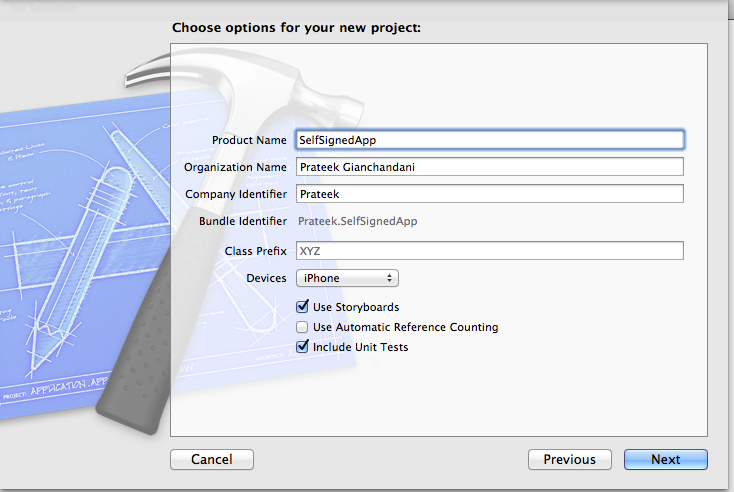 Choose options for your new project:
Product Name SelfSignedApp
Organization Name Prateek Gianchandani
Company Identifier Prateek
Bundle Identifier Prateek.SelfSignedApp
Class Prefix XYZ
Devices iPhone
Use Storyboards
Use Automatic Reference Counting
Include Unit Tests
PROJECT: APPLICATION.APP
Cancel Previous Next